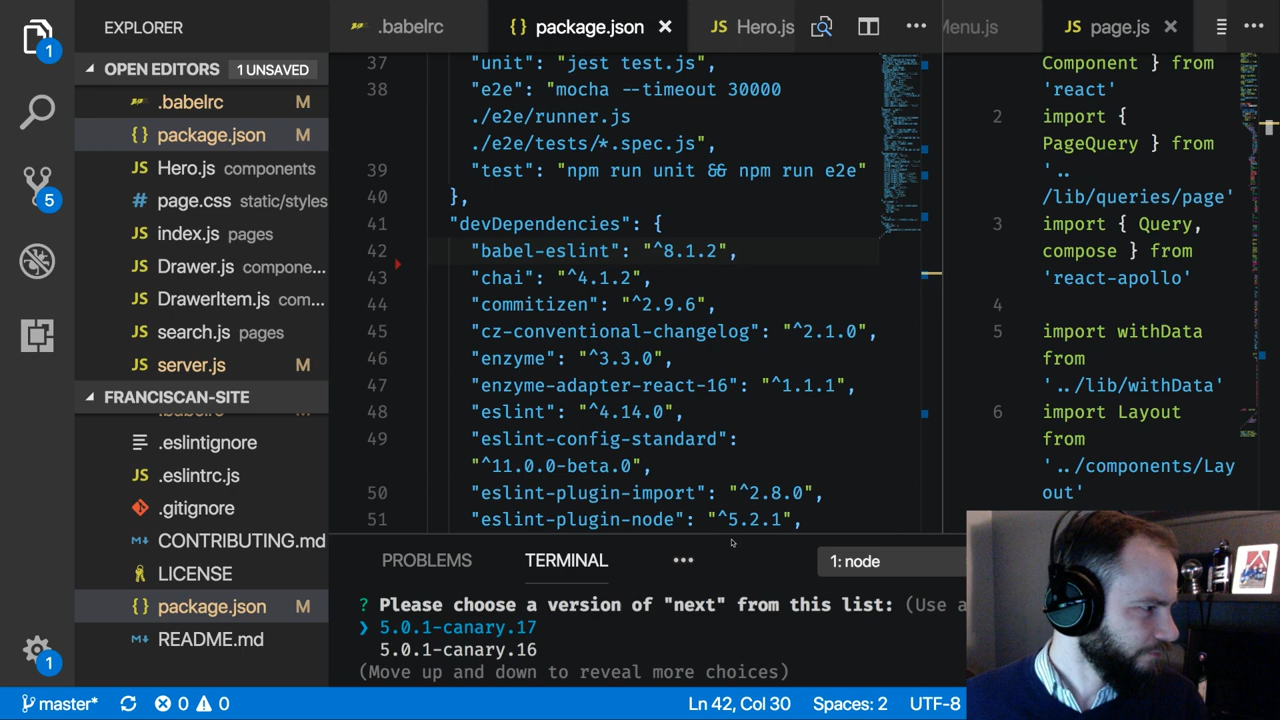 EXPLORER
.babelrc
package.json
Hero.js
Menu.js
page.js
1
OPEN EDITORS
1 UNSAVED
.babelrc M
package.json M
Hero.js components
page.css static/styles
index.js pages
Drawer.js compone...
DrawerItem.js com...
search.js pages
server.js M
5
FRANCISCAN-SITE
.eslintignore
.eslintrc.js
.gitignore
CONTRIBUTING.md
LICENSE
package.json M
README.md
1
37 "unit": "jest test.js",
38 "e2e": "mocha --timeout 30000
./e2e/runner.js
./e2e/tests/*.spec.js",
39 "test": "npm run unit && npm run e2e"
40 },
41 "devDependencies": {
42 "babel-eslint": "^8.1.2",
43 "chai": "^4.1.2",
44 "commitizen": "^2.9.6",
45 "cz-conventional-changelog": "^2.1.0",
46 "enzyme": "^3.3.0",
47 "enzyme-adapter-react-16": "^1.1.1",
48 "eslint": "^4.14.0",
49 "eslint-config-standard":
"^11.0.0-beta.0",
50 "eslint-plugin-import": "^2.8.0",
51 "eslint-plugin-node": "^5.2.1",
Component } from
'react'
2 import {
PageQuery } from
'..
/lib/queries/page'
3 import { Query,
compose } from
'react-apollo'
4
5 import withData
from
'../lib/withData'
6 import Layout
from
'../components/Lay
out'
PROBLEMS
TERMINAL
1: node
? Please choose a version of "next" from this list: (Use a
❯ 5.0.1-canary.17
5.0.1-canary.16
(Move up and down to reveal more choices)
master*
0
0
Ln 42, Col 30
Spaces: 2
UTF-8